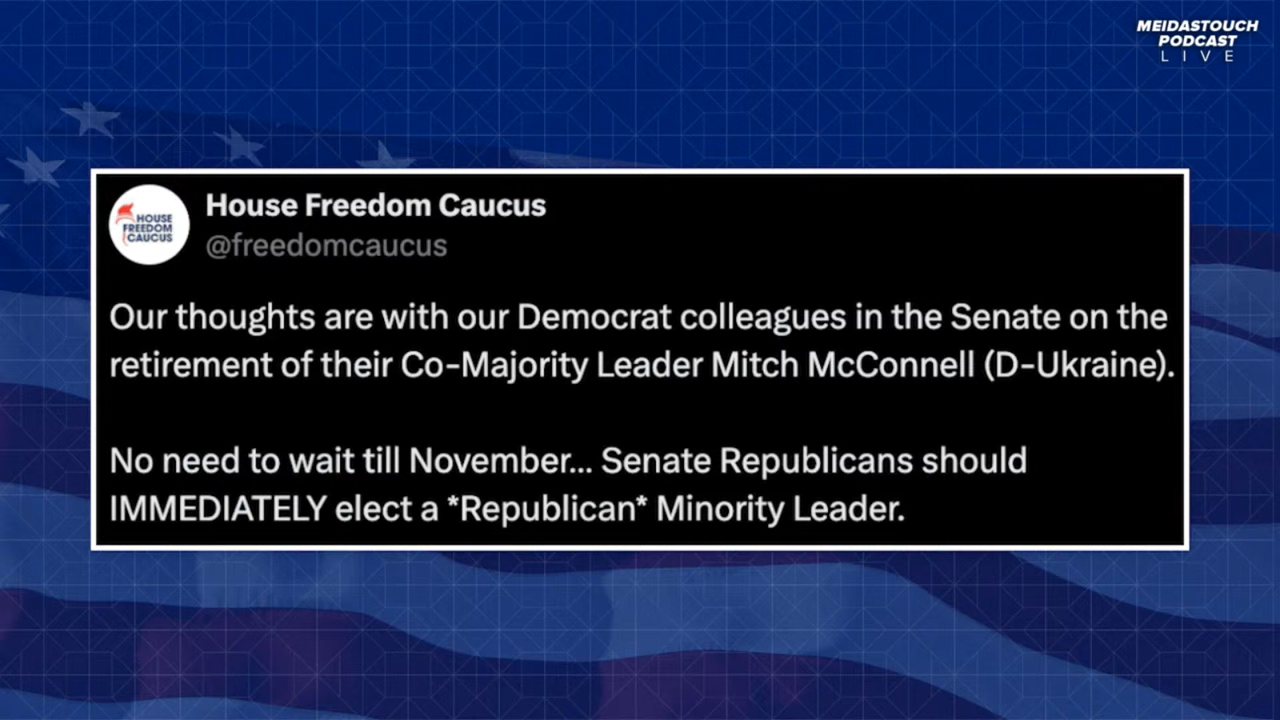 MEIDASTOUCH
PODCAST
LIVE
HOUSE
FREEDOM
CAUCUS
House Freedom Caucus
@freedomcaucus
Our thoughts are with our Democrat colleagues in the Senate on the
retirement of their Co-Majority Leader Mitch McConnell (D-Ukraine).
No need to wait till November... Senate Republicans should
IMMEDIATELY elect a *Republican* Minority Leader.